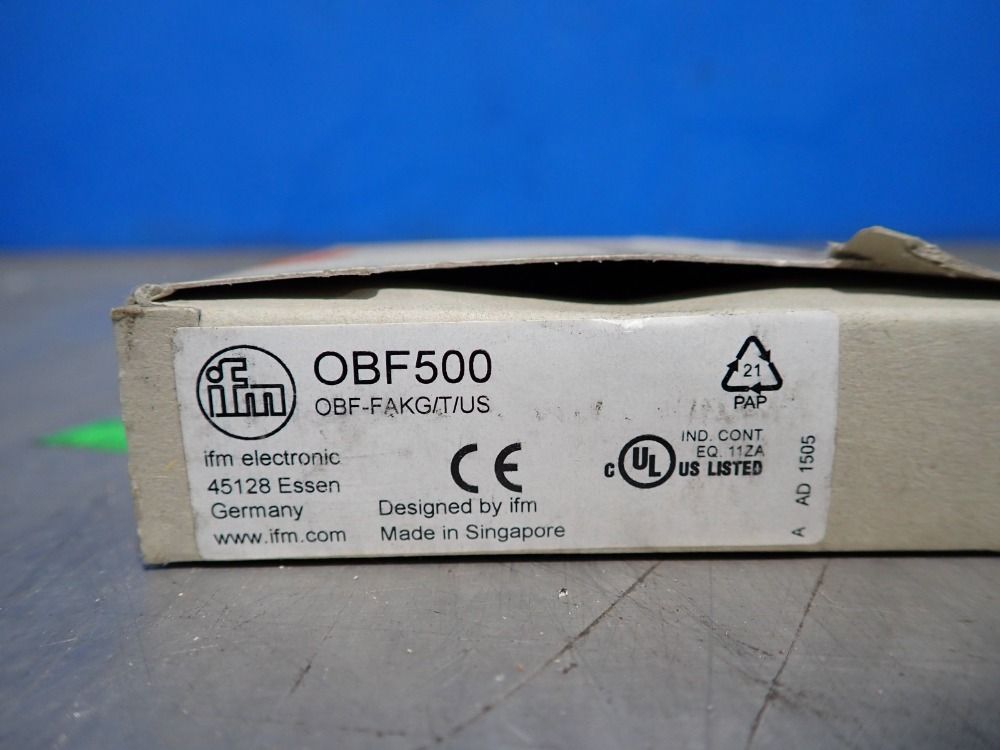 ifm
OBF500
OBF-FAKG/T/US
ifm electronic
45128 Essen
Germany
www.ifm.com
CE
Designed by ifm
Made in Singapore
21
PAP
c UL US LISTED
IND. CONT
EQ. 11ZA
A AD 1505